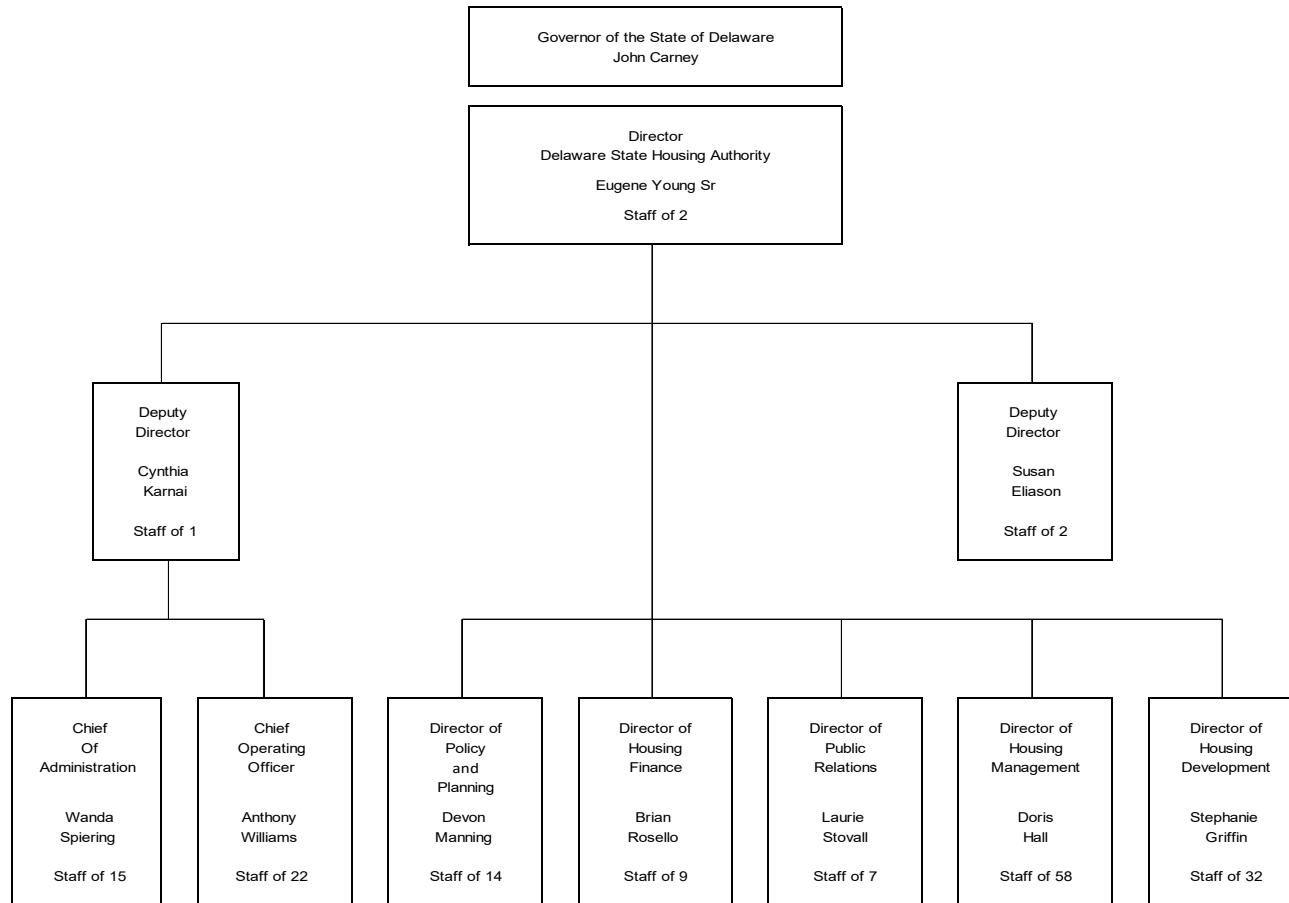 Governor of the State of Delaware
John Carney
Director
Delaware State Housing Authority
Eugene Young Sr
Staff of 2
Deputy
Director
Cynthia
Karnai
Staff of 1
Deputy
Director
Susan
Eliason
Staff of 2
Chief
Of
Administration
Wanda
Spiering
Staff of 15
Chief
Operating
Officer
Anthony
Williams
Staff of 22
Director of
Policy
and
Planning
Devon
Manning
Staff of 14
Director of
Housing
Finance
Brian
Rosello
Staff of 9
Director of
Public
Relations
Laurie
Stovall
Staff of 7
Director of
Housing
Management
Doris
Hall
Staff of 58
Director of
Housing
Development
Stephanie
Griffin
Staff of 32